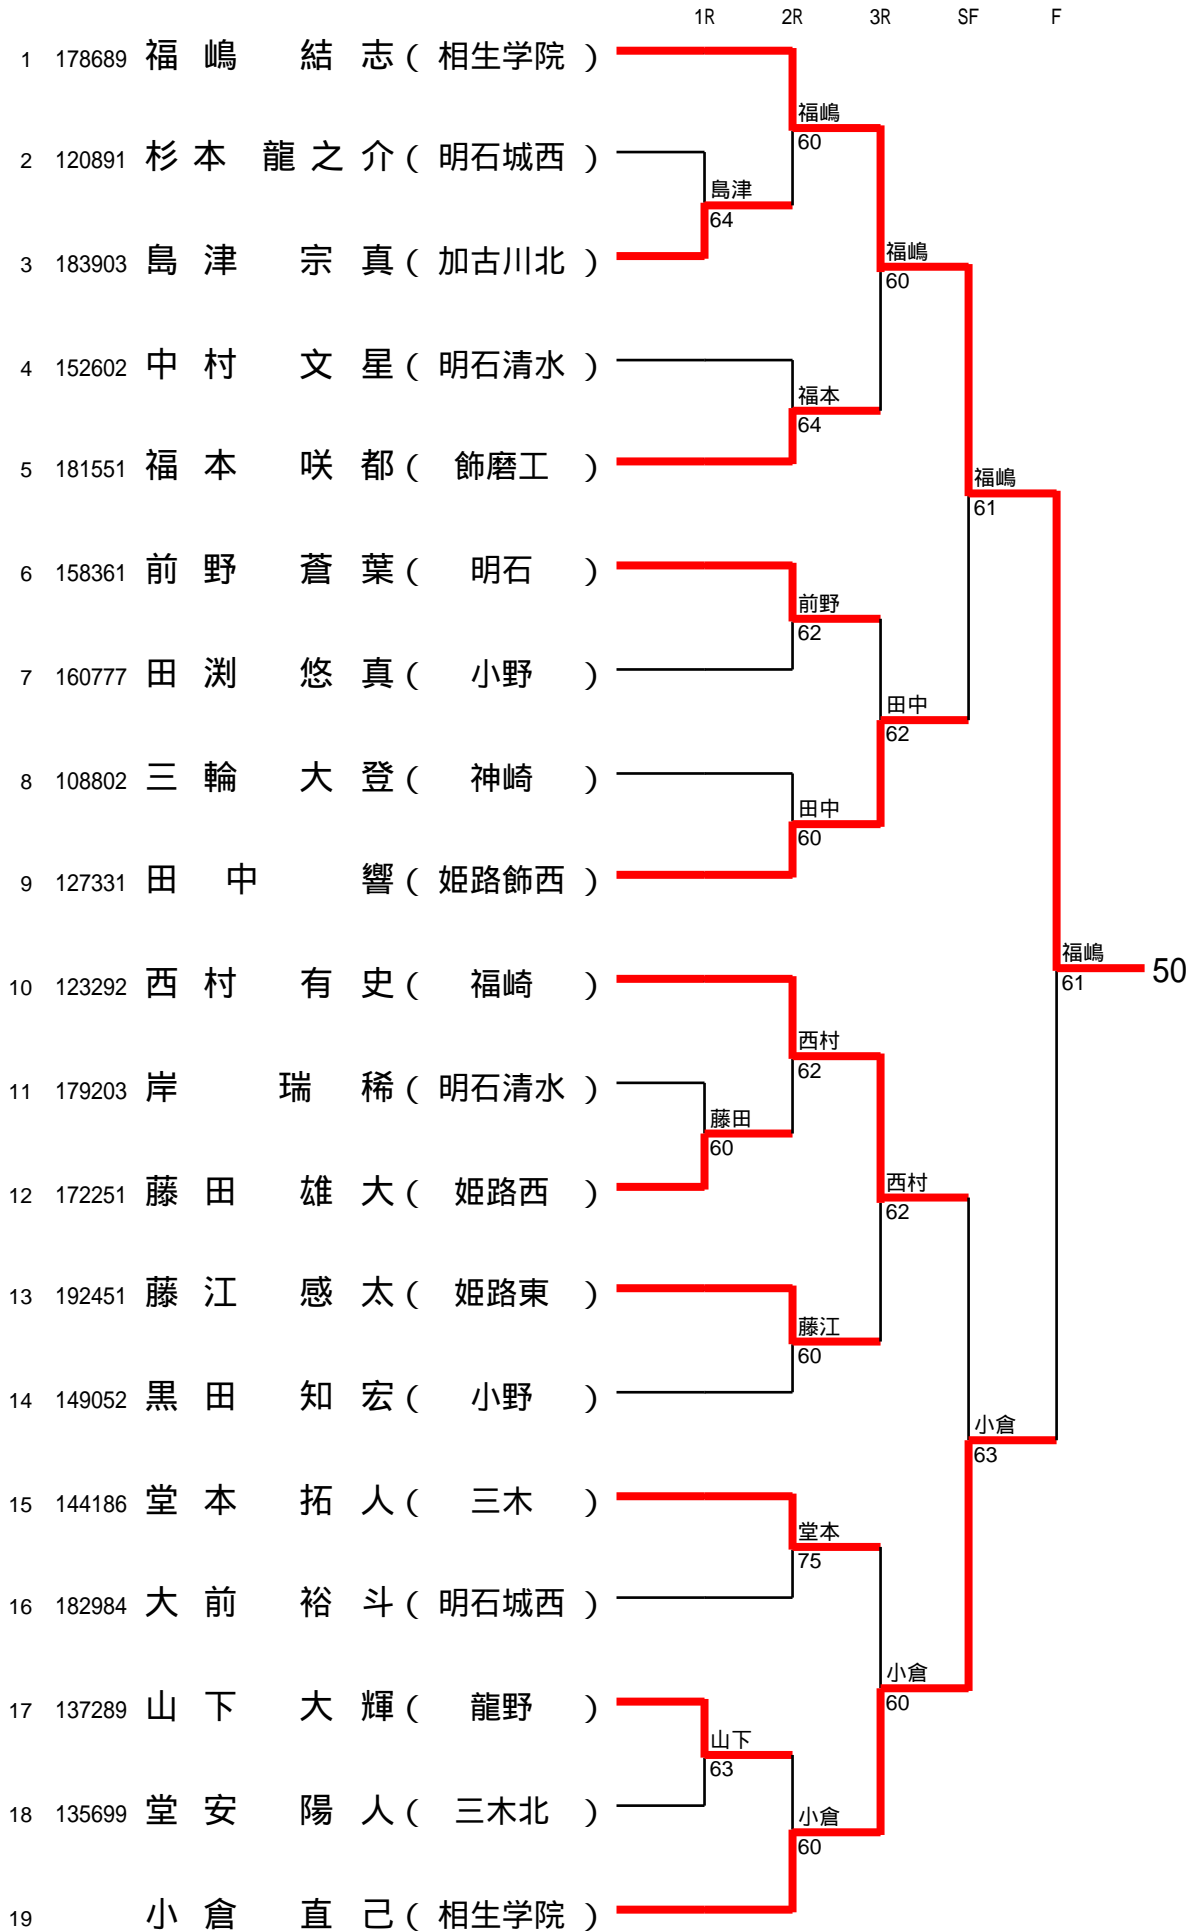 1R 2R 3R SF F
1 178689 福嶋 結志 ( 相生学院 )
福嶋
60
2 120891 杉本 龍之介 ( 明石城西 )
島津
64
3 183903 島津 宗真 ( 加古川北 )
福嶋
60
4 152602 中村 文星 ( 明石清水 )
福本
64
5 181551 福本 咲都 ( 飾磨工 )
福嶋
61
6 158361 前野 蒼葉 ( 明石 )
前野
62
7 160777 田渕 悠真 ( 小野 )
田中
62
8 108802 三輪 大登 ( 神崎 )
田中
60
9 127331 田中 響 ( 姫路飾西 )
福嶋
61
50
10 123292 西村 有史 ( 福崎 )
西村
62
11 179203 岸 瑞稀 ( 明石清水 )
藤田
60
12 172251 藤田 雄大 ( 姫路西 )
西村
62
13 192451 藤江 感太 ( 姫路東 )
藤江
60
14 149052 黒田 知宏 ( 小野 )
小倉
63
15 144186 堂本 拓人 ( 三木 )
堂本
75
16 182984 大前 裕斗 ( 明石城西 )
小倉
60
17 137289 山下 大輝 ( 龍野 )
山下
63
18 135699 堂安 陽人 ( 三木北 )
小倉
60
19 小倉 直己 ( 相生学院 )